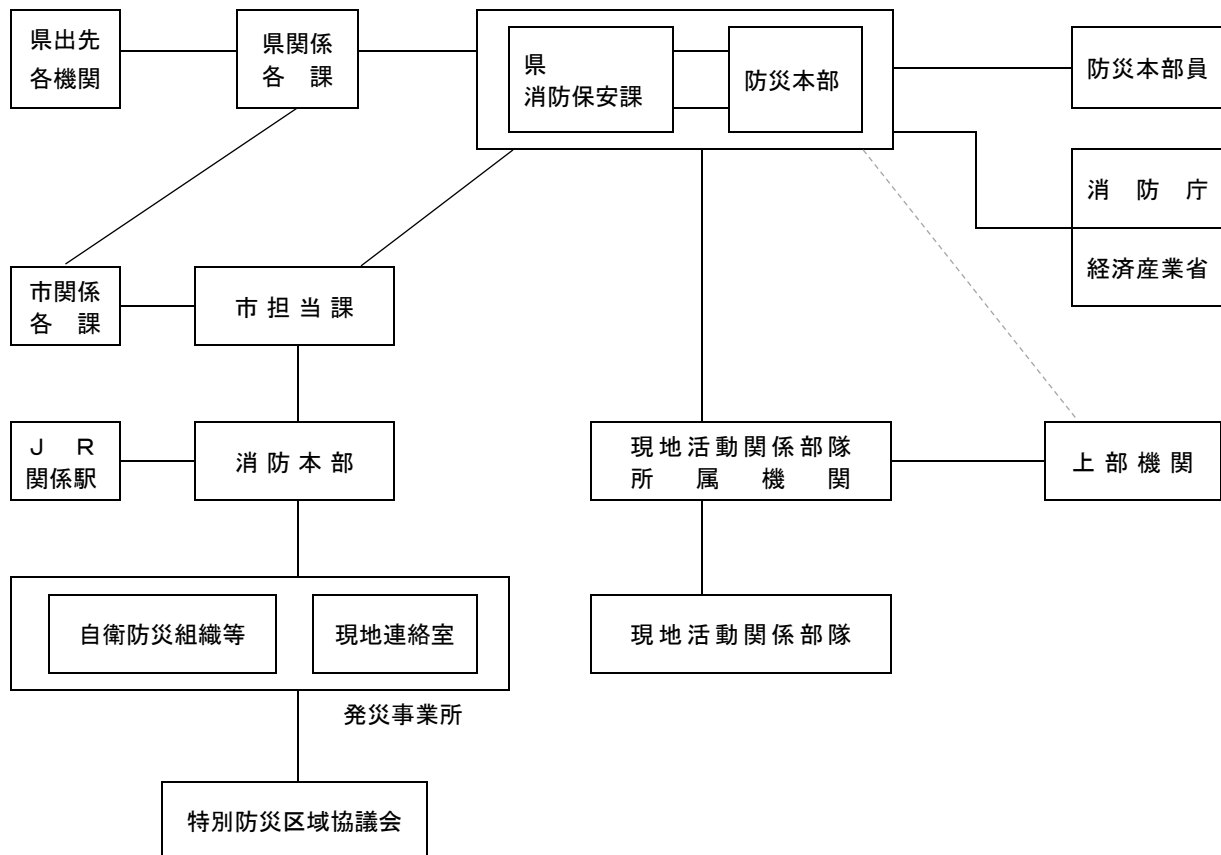 県出先
各機関
県関係
各　課
県
消防保安課
防災本部
防災本部員
消　防　庁
経済産業省
市関係
各　課
市担当課
Ｊ　Ｒ
関係駅
消防本部
現地活動関係部隊
所　属　機　関
上部機関
自衛防災組織等
現地連絡室
現地活動関係部隊
発災事業所
特別防災区域協議会